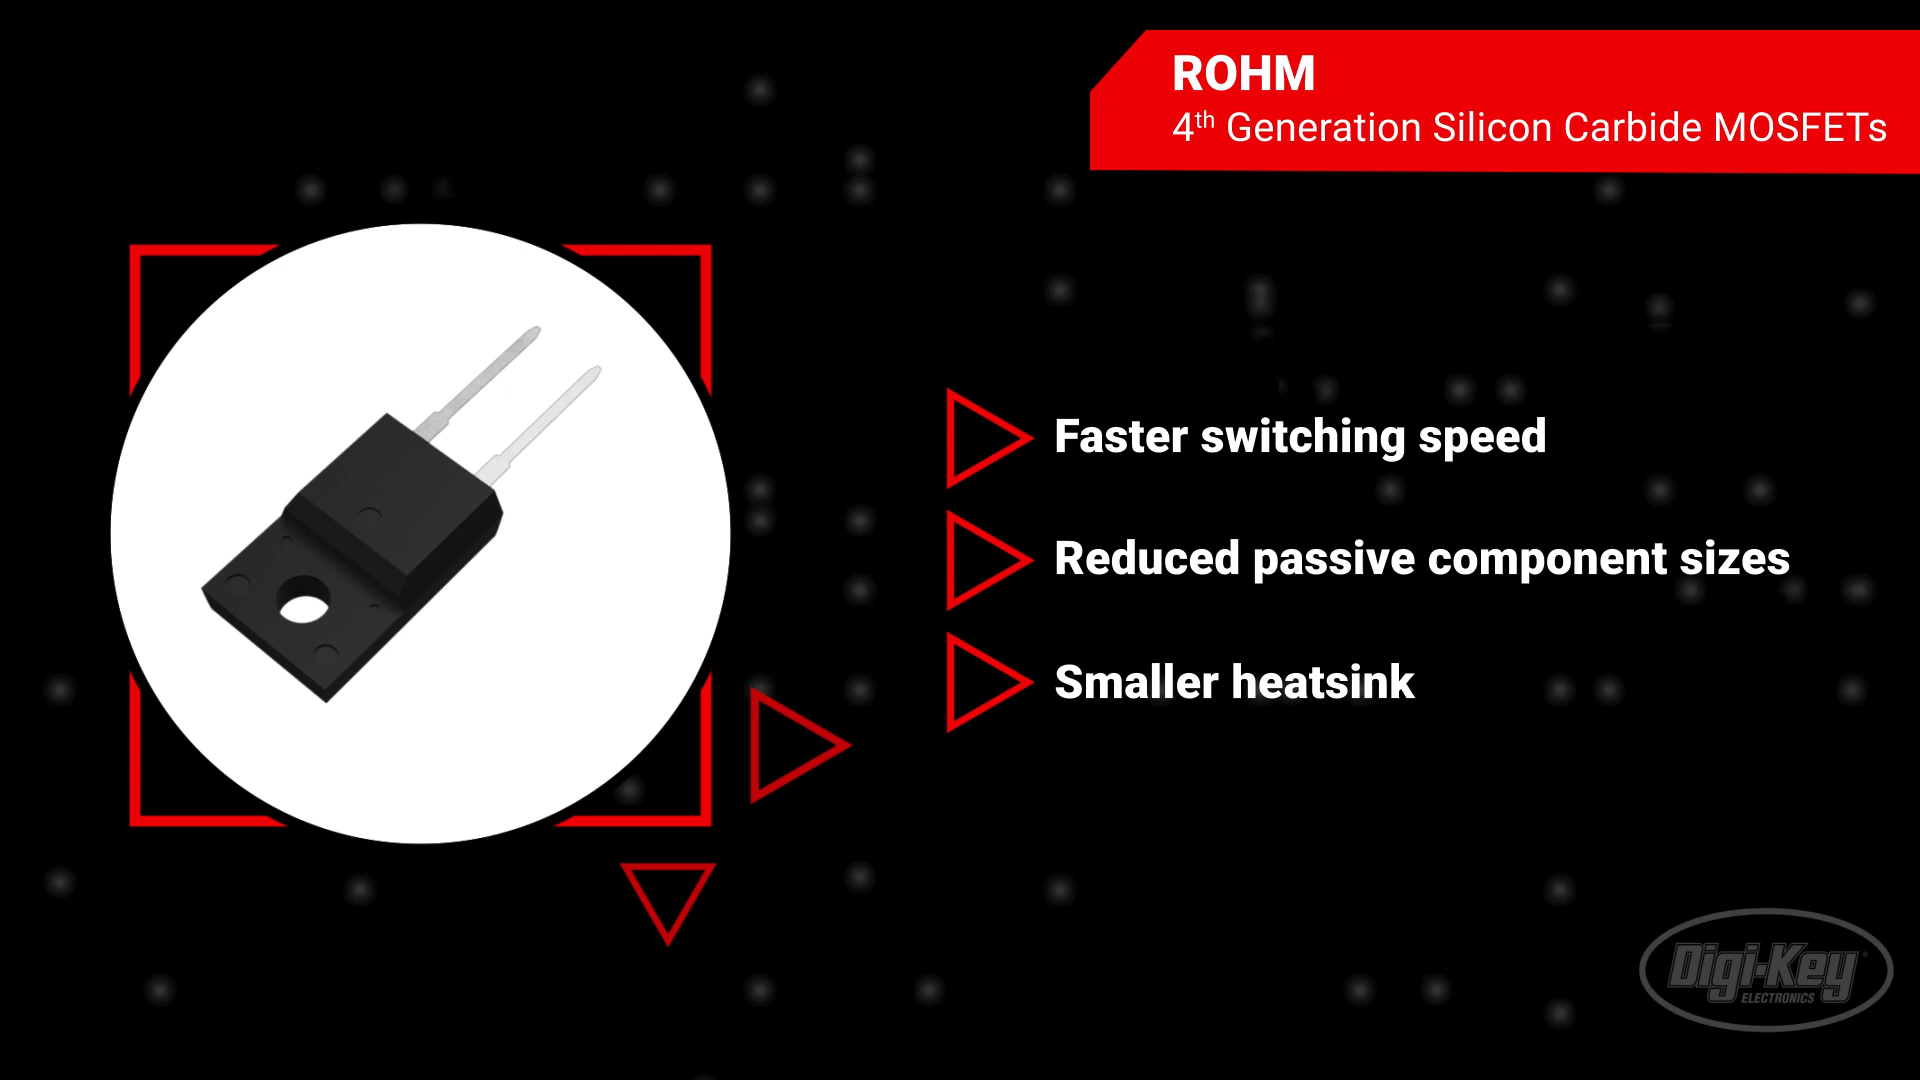 ROHM
4th Generation Silicon Carbide MOSFETs
Faster switching speed
Reduced passive component sizes
Smaller heatsink
Digi-Key
ELECTRONICS